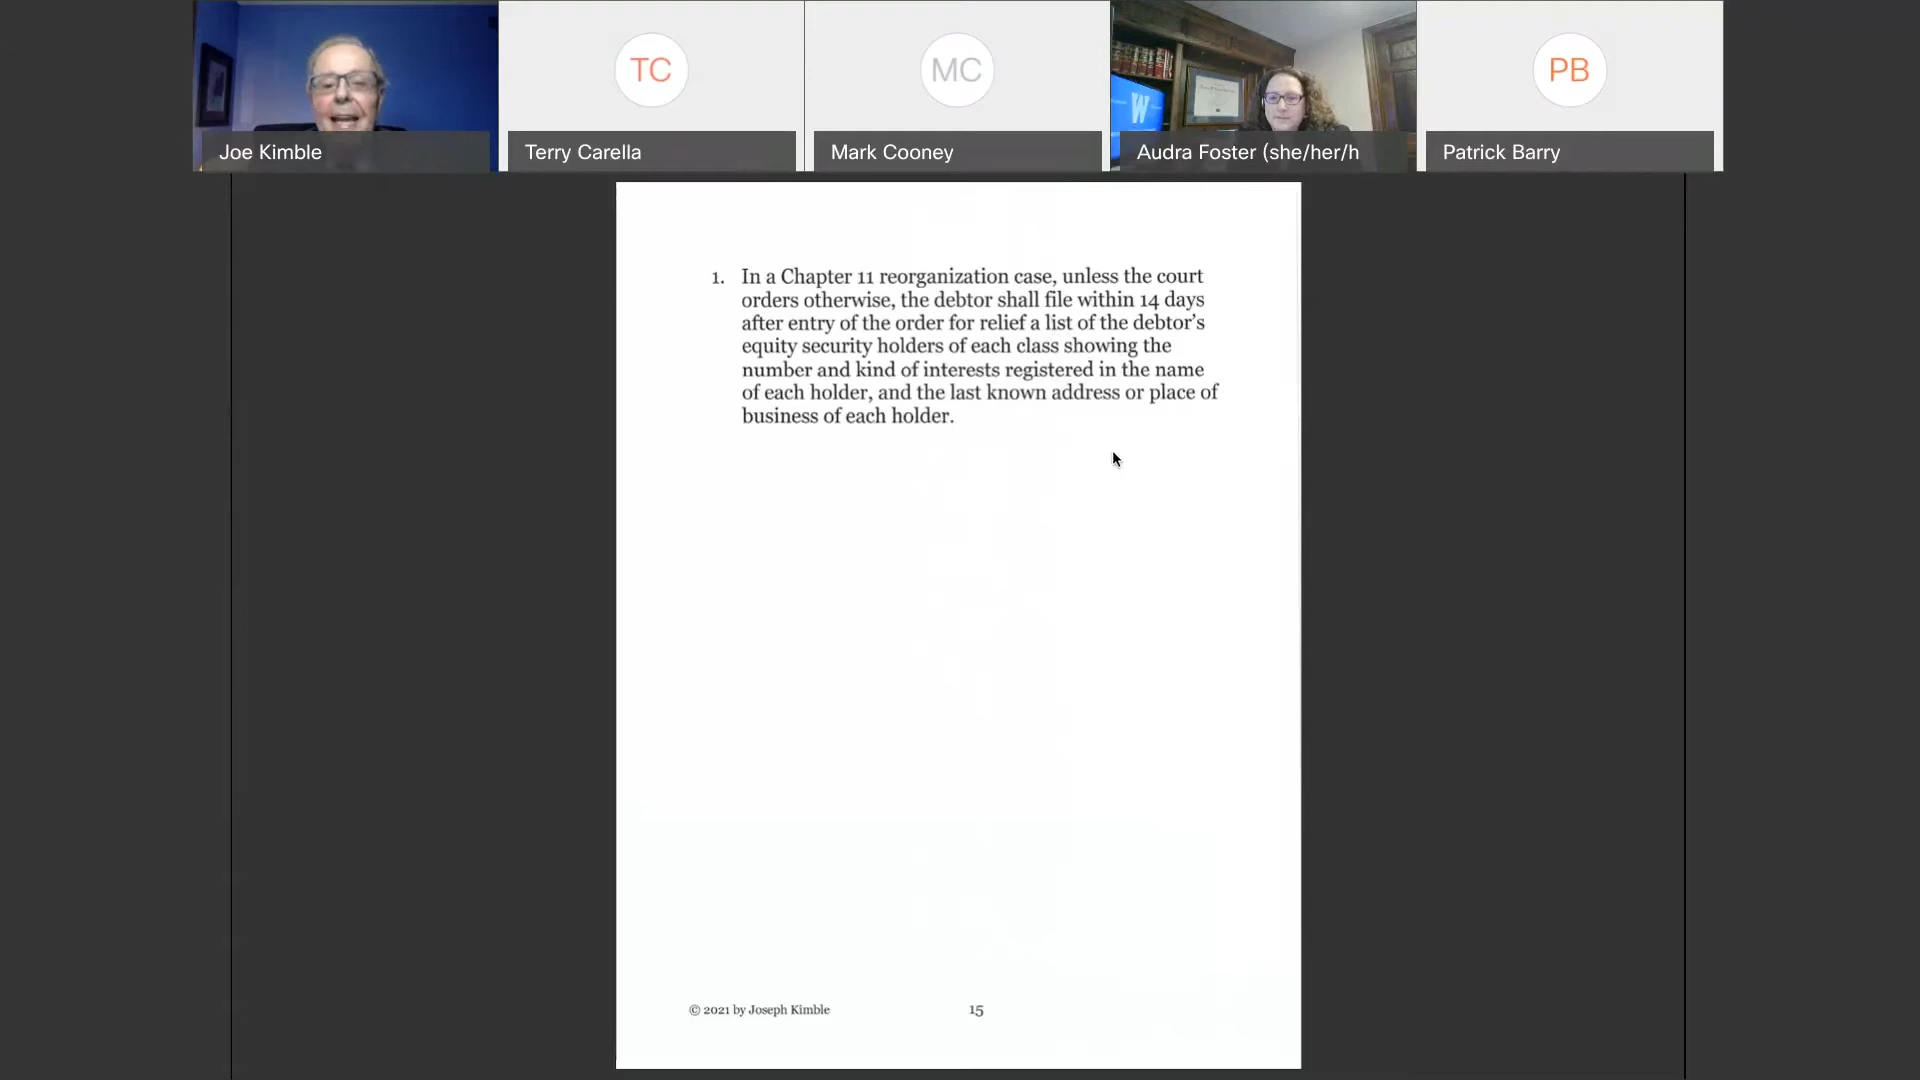 Joe Kimble
TC
Terry Carella
MC
Mark Cooney
W
Audra Foster (she/her/h
PB
Patrick Barry
1. In a Chapter 11 reorganization case, unless the court
orders otherwise, the debtor shall file within 14 days
after entry of the order for relief a list of the debtor’s
equity security holders of each class showing the
number and kind of interests registered in the name
of each holder, and the last known address or place of
business of each holder.
© 2021 by Joseph Kimble 15